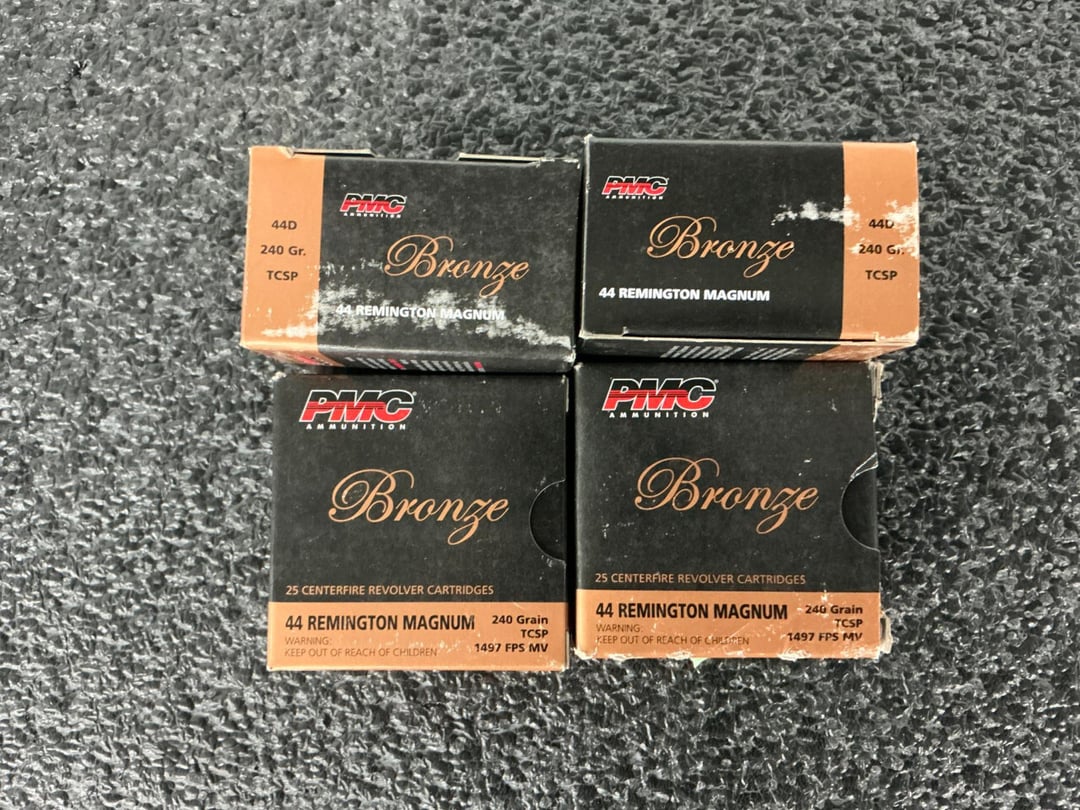 44D
240 Gr.
TCSP
PMC
AMMUNITION
Bronze
44 REMINGTON MAGNUM
PMC
AMMUNITION
Bronze
44 REMINGTON MAGNUM
44D
240 Gr.
TCSP
PMC®
AMMUNITION
Bronze
25 CENTERFIRE REVOLVER CARTRIDGES
44 REMINGTON MAGNUM
WARNING:
KEEP OUT OF REACH OF CHILDREN
240 Grain
TCSP
1497 FPS MV
PMC®
AMMUNITION
Bronze
25 CENTERFIRE REVOLVER CARTRIDGES
44 REMINGTON MAGNUM
WARNING:
KEEP OUT OF REACH OF CHILDREN
240 Grain
TCSP
1497 FPS MV